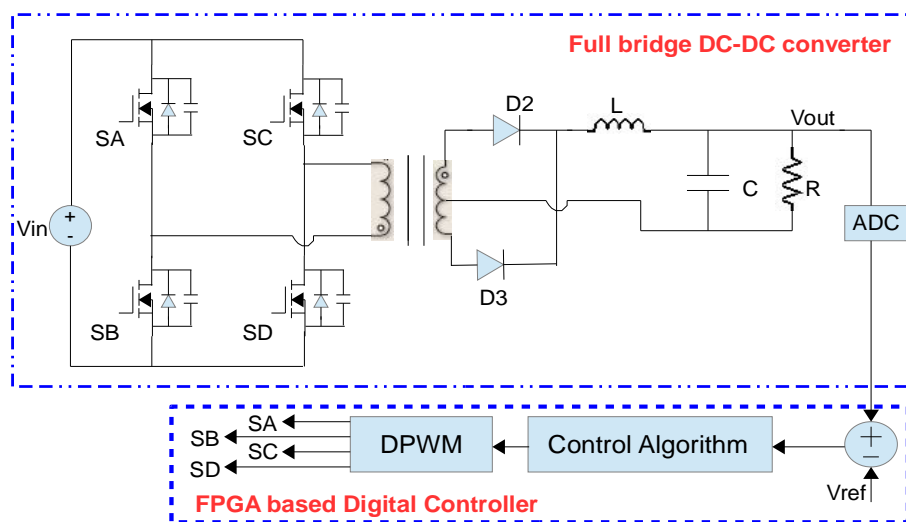 Full bridge DC-DC converter
D2
L
Vout
SA
SC
C
R
ADC
Vin
+
-
D3
SB
SD
SA
SB
SC
SD
DPWM
Control Algorithm
+
−
Vref
FPGA based Digital Controller